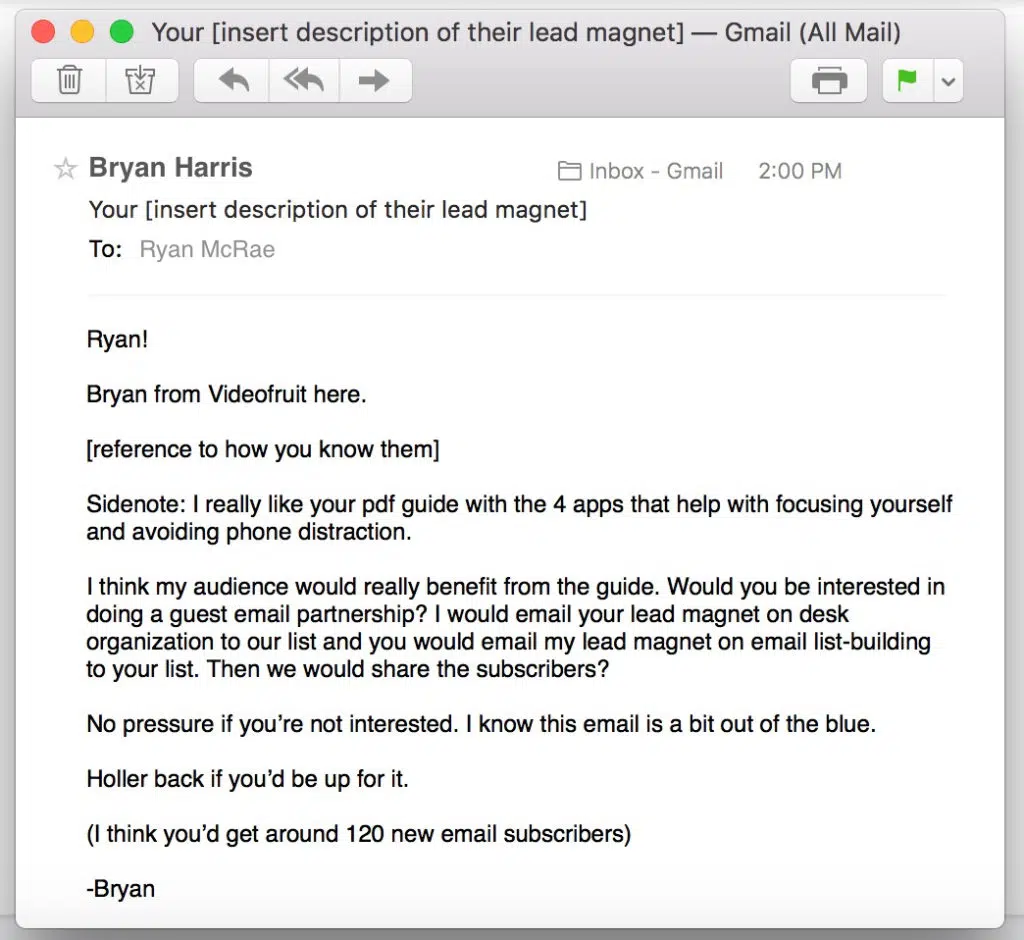 Your [insert description of their lead magnet] — Gmail (All Mail)
Bryan Harris
Inbox - Gmail
2:00 PM
Your [insert description of their lead magnet]
To: Ryan McRae
Ryan!
Bryan from Videofruit here.
[reference to how you know them]
Sidenote: I really like your pdf guide with the 4 apps that help with focusing yourself
and avoiding phone distraction.
I think my audience would really benefit from the guide. Would you be interested in
doing a guest email partnership? I would email your lead magnet on desk
organization to our list and you would email my lead magnet on email list-building
to your list. Then we would share the subscribers?
No pressure if you’re not interested. I know this email is a bit out of the blue.
Holler back if you’d be up for it.
(I think you’d get around 120 new email subscribers)
-Bryan